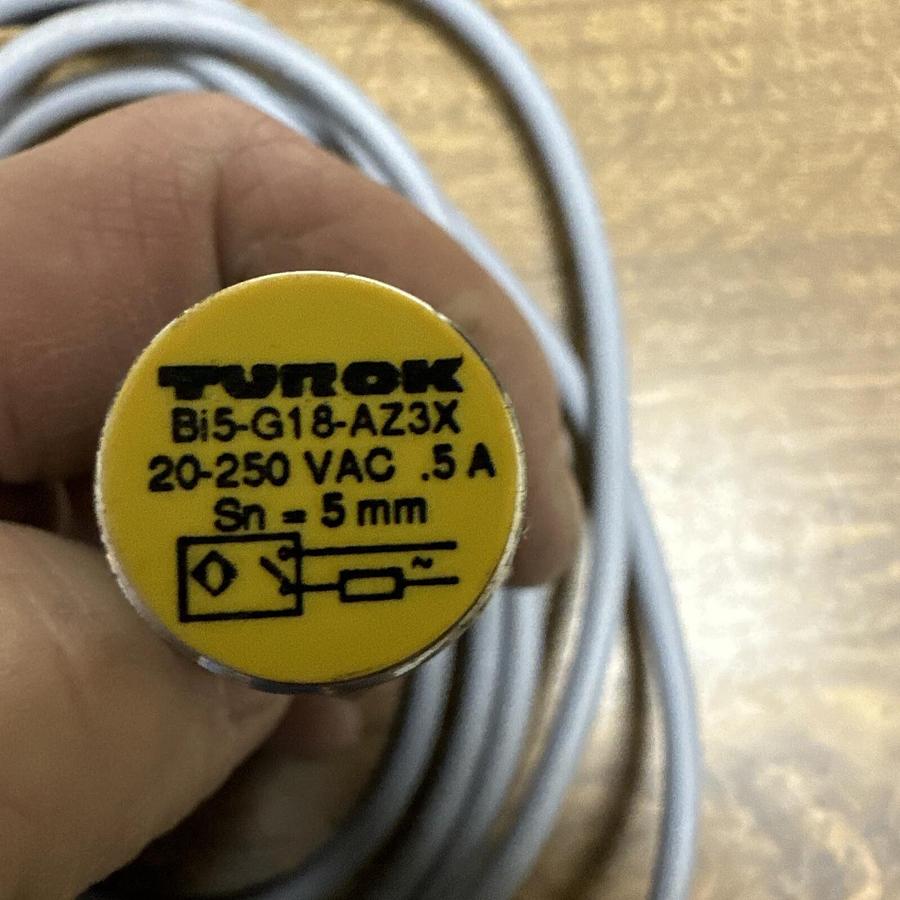 TURCK
Bi5-G18-AZ3X
20-250 VAC .5 A
Sn = 5 mm
~